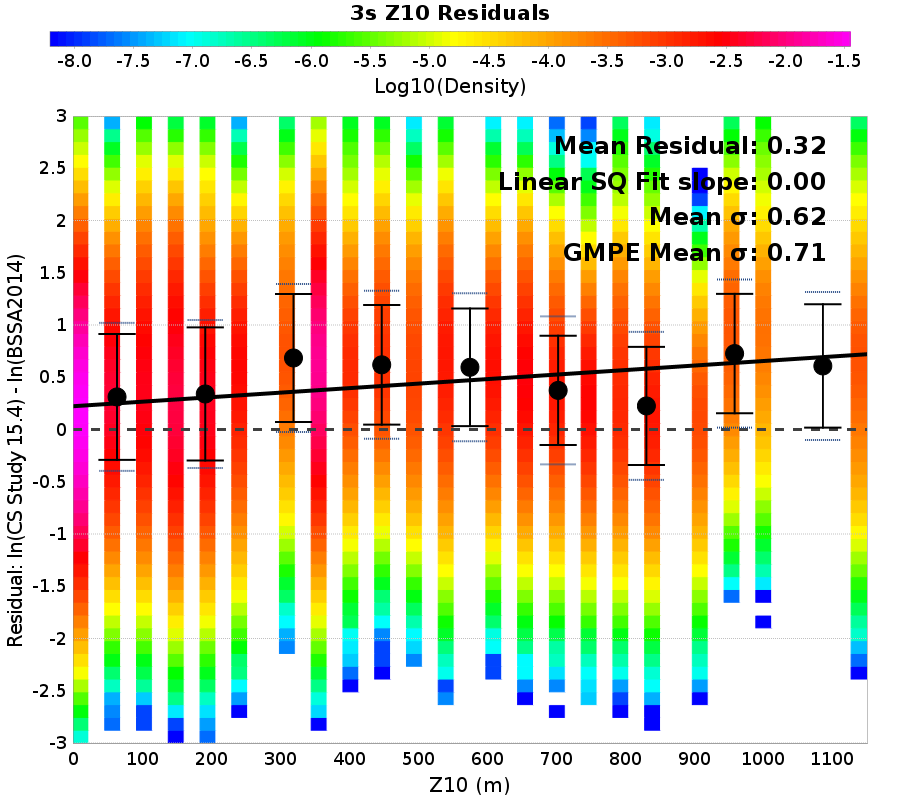 3s Z10 Residuals
-8.0 -7.5 -7.0 -6.5 -6.0 -5.5 -5.0 -4.5 -4.0 -3.5 -3.0 -2.5 -2.0 -1.5
Log10(Density)
Mean Residual: 0.32
Linear SQ Fit slope: 0.00
Mean σ: 0.62
GMPE Mean σ: 0.71
Residual: ln(CS Study 15.4) - ln(BSSA2014)
3
2.5
2
1.5
1
0.5
0
-0.5
-1
-1.5
-2
-2.5
-3
0 100 200 300 400 500 600 700 800 900 1000 1100
Z10 (m)